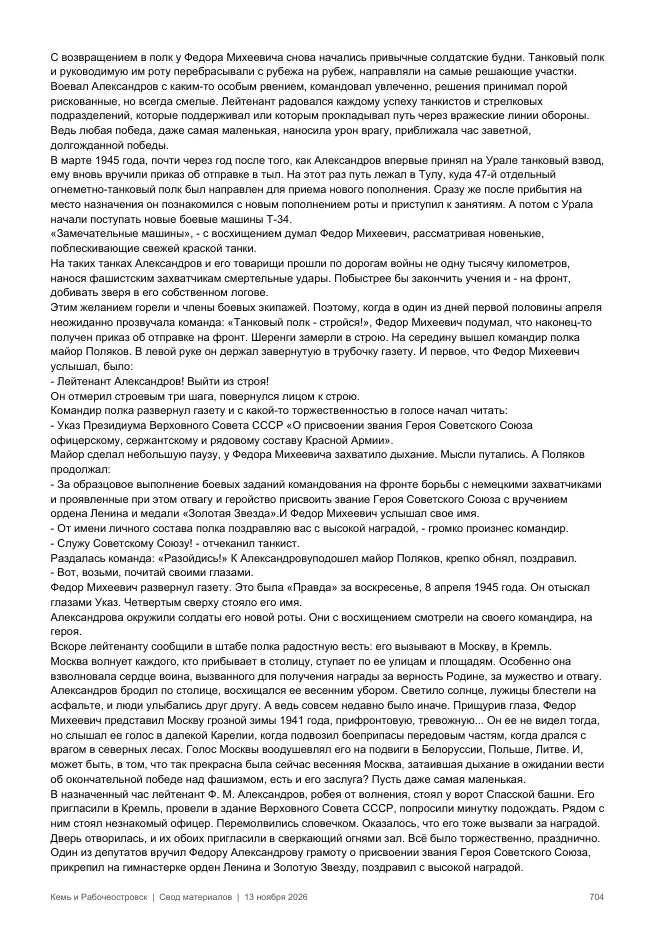 С возвращением в полк у Федора Михеевича снова начались привычные солдатские будни. Танковый полк
и руководимую им роту перебрасывали с рубежа на рубеж, направляли на самые решающие участки.
Воевал Александров с каким-то особым рвением, командовал увлеченно, решения принимал порой
рискованные, но всегда смелые. Лейтенант радовался каждому успеху танкистов и стрелковых
подразделений, которые поддерживал или которым прокладывал путь через вражеские линии обороны.
Ведь любая победа, даже самая маленькая, наносила урон врагу, приближала час заветной,
долгожданной победы.
В марте 1945 года, почти через год после того, как Александров впервые принял на Урале танковый взвод,
ему вновь вручили приказ об отправке в тыл. На этот раз путь лежал в Тулу, куда 47-й отдельный
огнеметно-танковый полк был направлен для приема нового пополнения. Сразу же после прибытия на
место назначения он познакомился с новым пополнением роты и приступил к занятиям. А потом с Урала
начали поступать новые боевые машины Т-34.
«Замечательные машины», - с восхищением думал Федор Михеевич, рассматривая новенькие,
поблескивающие свежей краской танки.
На таких танках Александров и его товарищи прошли по дорогам войны не одну тысячу километров,
нанося фашистским захватчикам смертельные удары. Побыстрее бы закончить учения и - на фронт,
добивать зверя в его собственном логове.
Этим желанием горели и члены боевых экипажей. Поэтому, когда в один из дней первой половины апреля
неожиданно прозвучала команда: «Танковый полк - стройся!», Федор Михеевич подумал, что наконец-то
получен приказ об отправке на фронт. Шеренги замерли в строю. На середину вышел командир полка
майор Поляков. В левой руке он держал завернутую в трубочку газету. И первое, что Федор Михеевич
услышал, было:
- Лейтенант Александров! Выйти из строя!
Он отмерил строевым три шага, повернулся лицом к строю.
Командир полка развернул газету и с какой-то торжественностью в голосе начал читать:
- Указ Президиума Верховного Совета СССР «О присвоении звания Героя Советского Союза
офицерскому, сержантскому и рядовому составу Красной Армии».
Майор сделал небольшую паузу, у Федора Михеевича захватило дыхание. Мысли путались. А Поляков
продолжал:
- За образцовое выполнение боевых заданий командования на фронте борьбы с немецкими захватчиками
и проявленные при этом отвагу и геройство присвоить звание Героя Советского Союза с вручением
ордена Ленина и медали «Золотая Звезда».И Федор Михеевич услышал свое имя.
- От имени личного состава полка поздравляю вас с высокой наградой, - громко произнес командир.
- Служу Советскому Союзу! - отчеканил танкист.
Раздалась команда: «Разойдись!» К Александровуподошел майор Поляков, крепко обнял, поздравил.
- Вот, возьми, почитай своими глазами.
Федор Михеевич развернул газету. Это была «Правда» за воскресенье, 8 апреля 1945 года. Он отыскал
глазами Указ. Четвертым сверху стояло его имя.
Александрова окружили солдаты его новой роты. Они с восхищением смотрели на своего командира, на
героя.
Вскоре лейтенанту сообщили в штабе полка радостную весть: его вызывают в Москву, в Кремль.
Москва волнует каждого, кто прибывает в столицу, ступает по ее улицам и площадям. Особенно она
взволновала сердце воина, вызванного для получения награды за верность Родине, за мужество и отвагу.
Александров бродил по столице, восхищался ее весенним убором. Светило солнце, лужицы блестели на
асфальте, и люди улыбались друг другу. А ведь совсем недавно было иначе. Прищурив глаза, Федор
Михеевич представил Москву грозной зимы 1941 года, прифронтовую, тревожную... Он ее не видел тогда,
но слышал ее голос в далекой Карелии, когда подвозил боеприпасы передовым частям, когда дрался с
врагом в северных лесах. Голос Москвы воодушевлял его на подвиги в Белоруссии, Польше, Литве. И,
может быть, в том, что так прекрасна была сейчас весенняя Москва, затаившая дыхание в ожидании вести
об окончательной победе над фашизмом, есть и его заслуга? Пусть даже самая маленькая.
В назначенный час лейтенант Ф. М. Александров, робея от волнения, стоял у ворот Спасской башни. Его
пригласили в Кремль, провели в здание Верховного Совета СССР, попросили минутку подождать. Рядом с
ним стоял незнакомый офицер. Перемолвились словечком. Оказалось, что его тоже вызвали за наградой.
Дверь отворилась, и их обоих пригласили в сверкающий огнями зал. Всё было торжественно, празднично.
Один из депутатов вручил Федору Александрову грамоту о присвоении звания Героя Советского Союза,
прикрепил на гимнастерке орден Ленина и Золотую Звезду, поздравил с высокой наградой.
Кемь и Рабочеостровск | Свод материалов | 13 ноября 2026 704